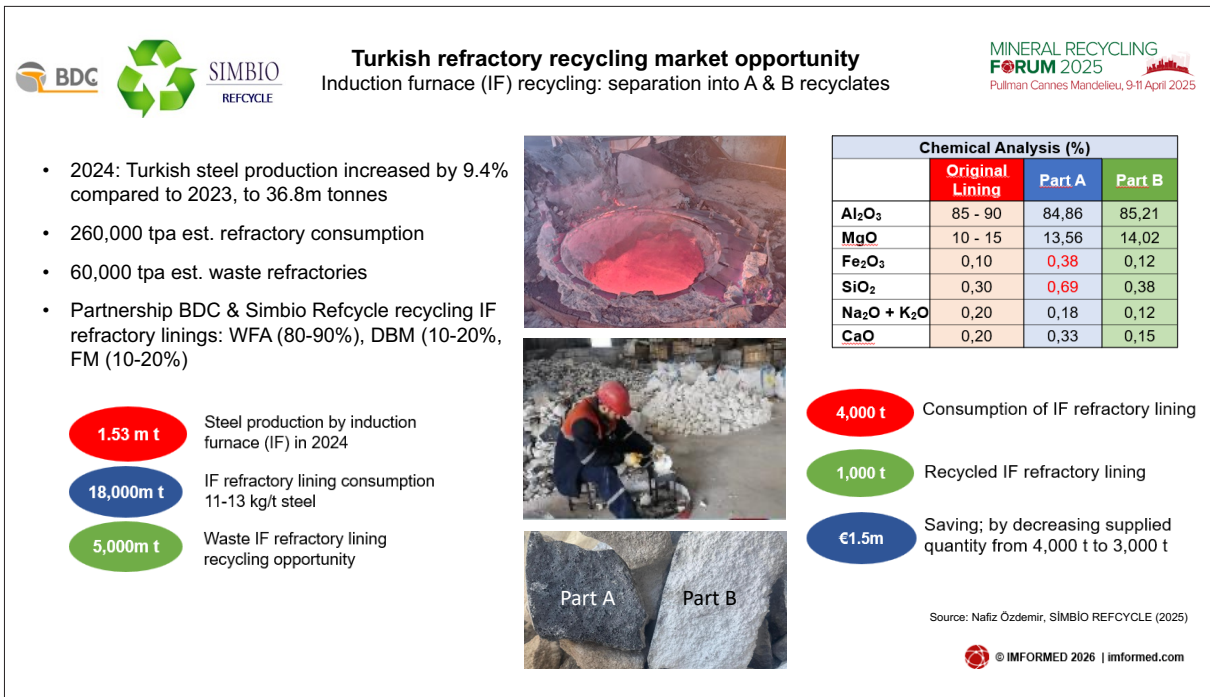 BDC
SIMBIO
REFCYCLE
Turkish refractory recycling market opportunity
Induction furnace (IF) recycling: separation into A & B recyclates
MINERAL RECYCLING
FORUM 2025
Pullman Cannes Mandelieu, 9-11 April 2025
• 2024: Turkish steel production increased by 9.4%
compared to 2023, to 36.8m tonnes
• 260,000 tpa est. refractory consumption
• 60,000 tpa est. waste refractories
• Partnership BDC & Simbio Refcycle recycling IF
refractory linings: WFA (80-90%), DBM (10-20%,
FM (10-20%)
1.53 m t
Steel production by induction
furnace (IF) in 2024
18,000m t
IF refractory lining consumption
11-13 kg/t steel
5,000m t
Waste IF refractory lining
recycling opportunity
Part A Part B
Chemical Analysis (%)
Original
Lining Part A Part B
Al₂O₃ 85 - 90 84,86 85,21
MgO 10 - 15 13,56 14,02
Fe₂O₃ 0,10 0,38 0,12
SiO₂ 0,30 0,69 0,38
Na₂O + K₂O 0,20 0,18 0,12
CaO 0,20 0,33 0,15
4,000 t
Consumption of IF refractory lining
1,000 t
Recycled IF refractory lining
€1.5m
Saving; by decreasing supplied
quantity from 4,000 t to 3,000 t
Source: Nafiz Özdemir, SİMBİO REFCYCLE (2025)
© IMFORMED 2026 | imformed.com